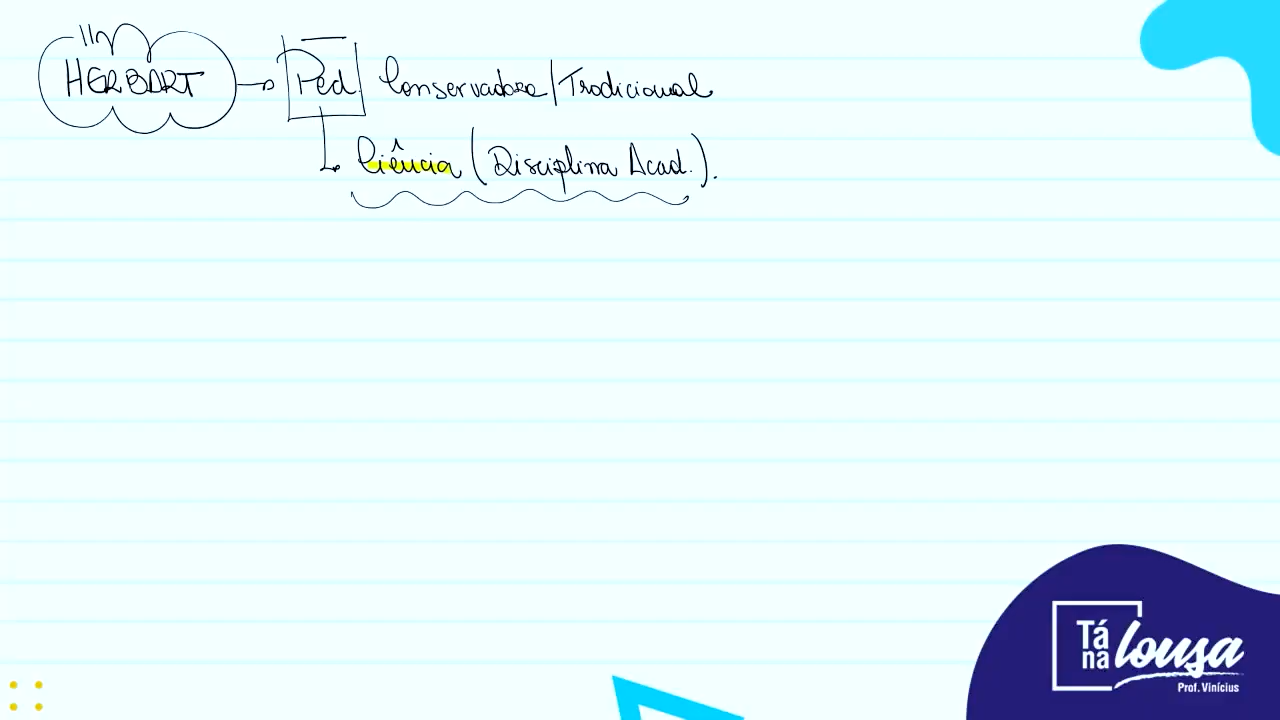 HERBART → Ped. Conservadora/Tradicional
Ciência (Disciplina Acad.).
Tá
na lousa
Prof. Vinícius